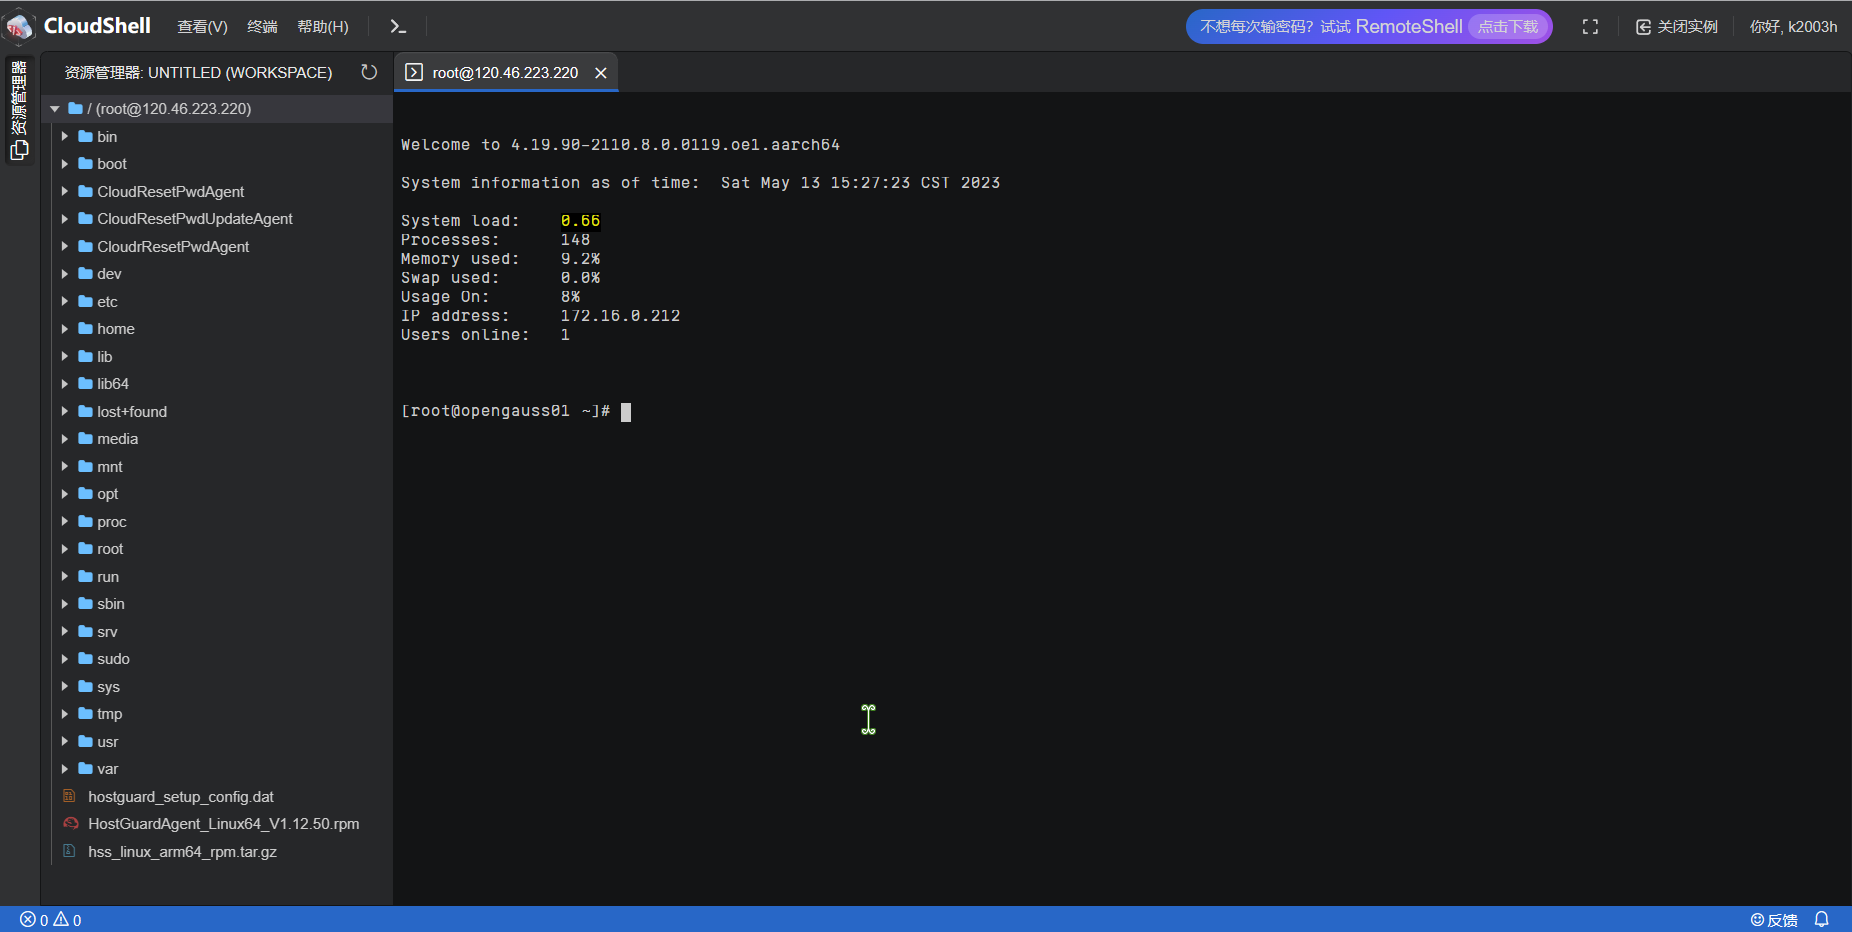 CloudShell 查看(V) 终端 帮助(H) 不想每次输密码？试试 RemoteShell 点击下载 关闭实例 你好, k2003h
资源管理器
资源管理器: UNTITLED (WORKSPACE)
/ (root@120.46.223.220)
bin
boot
CloudResetPwdAgent
CloudResetPwdUpdateAgent
CloudrResetPwdAgent
dev
etc
home
lib
lib64
lost+found
media
mnt
opt
proc
root
run
sbin
srv
sudo
sys
tmp
usr
var
hostguard_setup_config.dat
HostGuardAgent_Linux64_V1.12.50.rpm
hss_linux_arm64_rpm.tar.gz
root@120.46.223.220
Welcome to 4.19.90-2110.8.0.0119.oe1.aarch64
System information as of time:  Sat May 13 15:27:23 CST 2023
System load:    0.66
Processes:      148
Memory used:    9.2%
Swap used:      0.0%
Usage On:       8%
IP address:     172.16.0.212
Users online:   1
[root@opengauss01 ~]#
0 0 反馈